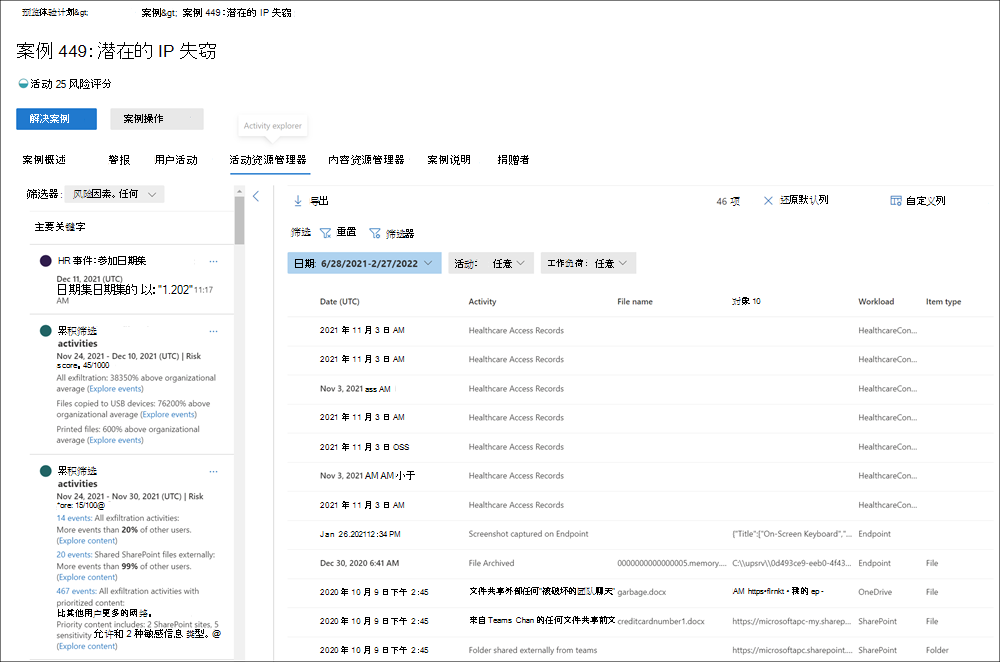 案例&gt; 案例 449:潜在的 IP 失窃
案例 449: 潜在的 IP 失窃
活动 25 风险评分
解决案例 案例操作
Activity explorer
案例概述 警报 用户活动 活动资源管理器 内容资源管理器 案例说明 捐赠者
筛选器: 风险因素。任何
主要关键字
HR 事件:参加日期集 ...
Dec 11, 2021 (UTC)
日期集日期集的 以: "1.202" 11:17
AM
累积筛选 ...
activities
Nov 24, 2021 - Dec 10, 2021 (UTC) | Risk
score。45/1000
All exfiltration: 38350% above organizational
average (Explore events)
Files copied to USB devices: 76200% above
organizational average (Explore events)
Printed files: 600% above organizational
average (Explore events)
累积筛选 ...
activities
Nov 24, 2021 - Nov 30, 2021 (UTC) | Risk
ore: 15/100@
14 events: All exfiltration activities:
More events than 20% of other users.
(Explore content)
20 events: Shared SharePoint files externally:
More events than 99% of other users.
(Explore content)
467 events: All exfiltration activities with
prioritized content:
比其他用户更多的网络。
Priority content includes: 2 SharePoint sites, 5
sensitivity 允许和 2 种敏感信息 类型。@
(Explore content)
导出 46 项 还原默认列 自定义列
筛选 重置 筛选器
日期: 6/28/2021-2/27/2022 活动: 任意 工作负荷: 任意
Date (UTC) Activity File name 对象 10 Workload Item type
2021 年 11 月 3 日 AM Healthcare Access Records HealthcareCon...
2021 年 11 月 3 日 AM Healthcare Access Records HealthcareCon...
Nov 3, 2021 ass AM Healthcare Access Records HealthcareCon...
2021 年 11 月 3 日 AM Healthcare Access Records HealthcareCon...
2021 年 11 月 3 日 OSS Healthcare Access Records HealthcareCon...
Nov 3, 2021 AM AM 小于 Healthcare Access Records HealthcareCon...
2021 年 11 月 3 日 AM Healthcare Access Records HealthcareCon...
Jan 26.202112:34 PM Screenshot captured on Endpoint {"Title":["On-Screen Keyboard","... Endpoint
Dec 30, 2020 6:41 AM File Archived 0000000000000005.memory.... C:\\upsrv\\0d493ce9-eeb0-4f43... Endpoint File
2020 年 10 月 9 日下午 2:45 文件共享外部任何"被破坏的团队聊天" garbage.docx AM OneDrive File
2020 年 10 月 9 日下午 2:45 来自 Teams Chan 的任何文件共享前文 creditcardnumber1.docx https://microsoftapc-my.sharep... SharePoint File
2020 年 10 月 9 日下午 2:45 Folder shared externally from teams https://microsoftapc.sharepoint.... SharePoint Folder